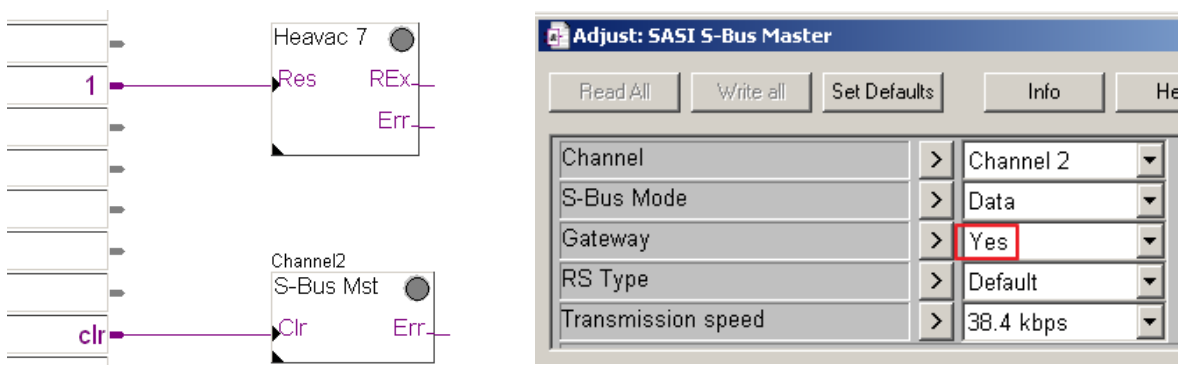 Heavac 7
1
Res REx
Err
Channel2
S-Bus Mst
clr
Clr Err
Adjust: SASI S-Bus Master
Read All Write all Set Defaults Info He
Channel > Channel 2
S-Bus Mode > Data
Gateway > Yes
RS Type > Default
Transmission speed > 38.4 kbps